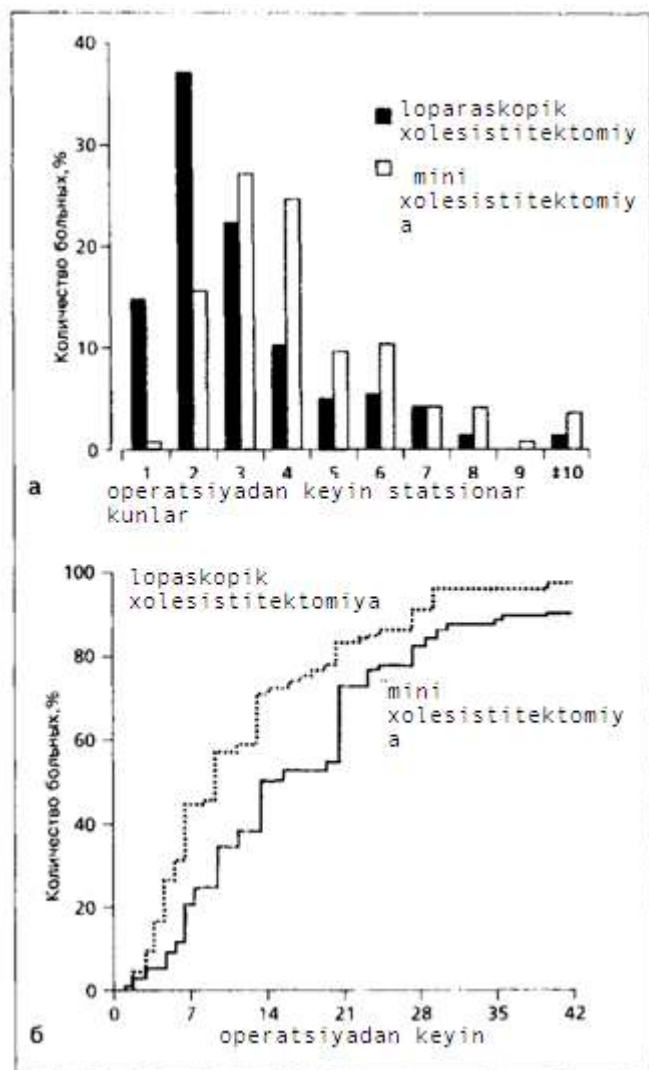 40
30
20
10
0
Количество больных, %
loparaskopik
xolesistitektomiya
mini
xolesistitektomiy
a
1 2 3 4 5 6 7 8 9 ‡10
а
operatsiyadan keyin statsionar
kunlar
100
80
60
40
20
0
Количество больных, %
lopaskopik
xolesistitektomiya
mini
xolesistitektomiy
a
0 7 14 21 28 35 42
б
operatsiyadan keyin